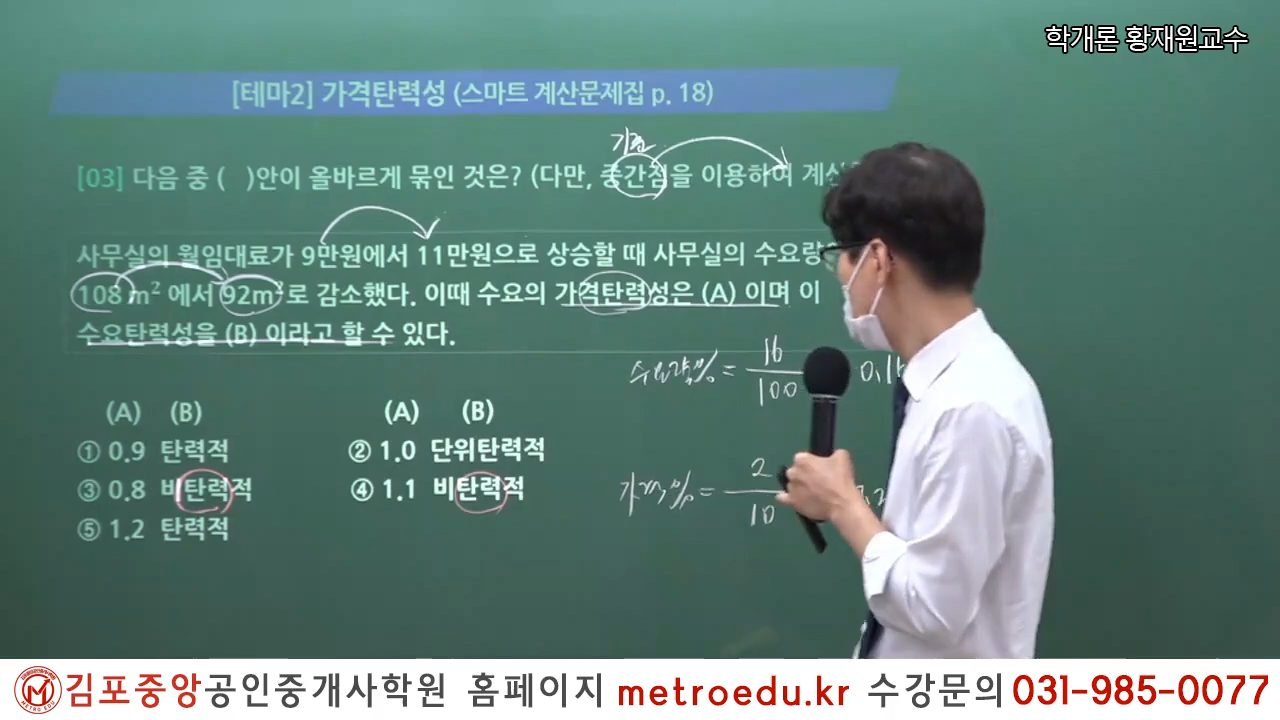 학개론 황재원교수
[테마2] 가격탄력성 (스마트 계산문제집 p. 18)
기준
[03] 다음 중 ( )안이 올바르게 묶인 것은? (다만, 중간점을 이용하여 계산
사무실의 월임대료가 9만원에서 11만원으로 상승할 때 사무실의 수요량
108m² 에서 92m²로 감소했다. 이때 수요의 가격탄력성은 (A) 이며 이
수요탄력성을 (B) 이라고 할 수 있다.
수요량% = 16/100 0.1
(A) (B) (A) (B)
① 0.9 탄력적 ② 1.0 단위탄력적
③ 0.8 비탄력적 ④ 1.1 비탄력적
가격% = 2/10
⑤ 1.2 탄력적
METRO EDU
김포중앙공인중개사학원 홈페이지 metroedu.kr 수강문의 031-985-0077